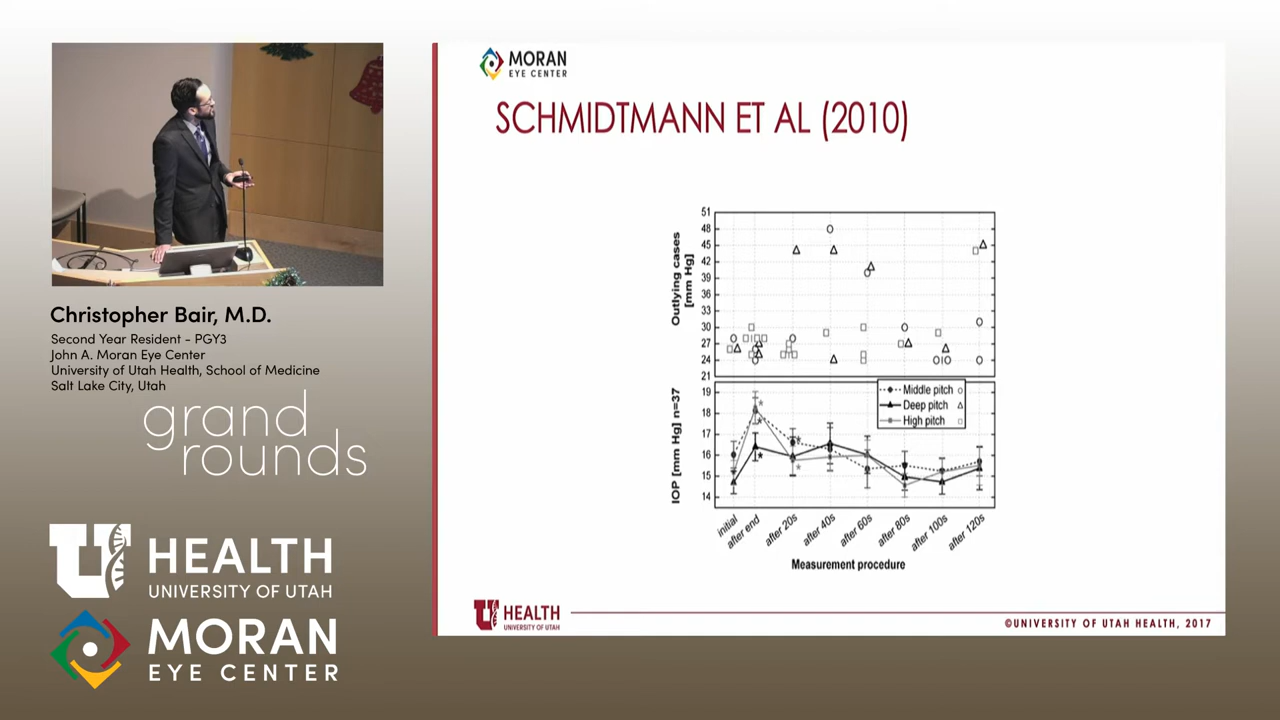 Christopher Bair, M.D.
Second Year Resident - PGY3
John A. Moran Eye Center
University of Utah Health, School of Medicine
Salt Lake City, Utah
grand
rounds
U HEALTH
UNIVERSITY OF UTAH
MORAN
EYE CENTER
MORAN
EYE CENTER
SCHMIDTMANN ET AL (2010)
Outlying cases
[mm Hg]
51
48
45
42
39
36
33
30
27
24
21
IOP [mm Hg] n=37
19
18
17
16
15
14
Middle pitch
Deep pitch
High pitch
initial
after end
after 20s
after 40s
after 60s
after 80s
after 100s
after 120s
Measurement procedure
U HEALTH
UNIVERSITY OF UTAH
©UNIVERSITY OF UTAH HEALTH, 2017